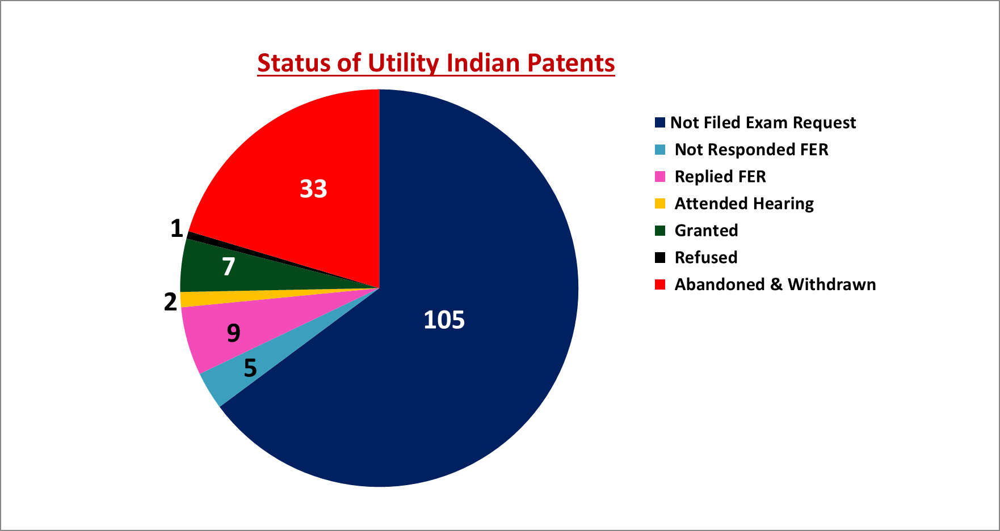 Status of Utility Indian Patents
Not Filed Exam Request
Not Responded FER
Replied FER
Attended Hearing
Granted
Refused
Abandoned & Withdrawn
33
1
7
2
9
5
105